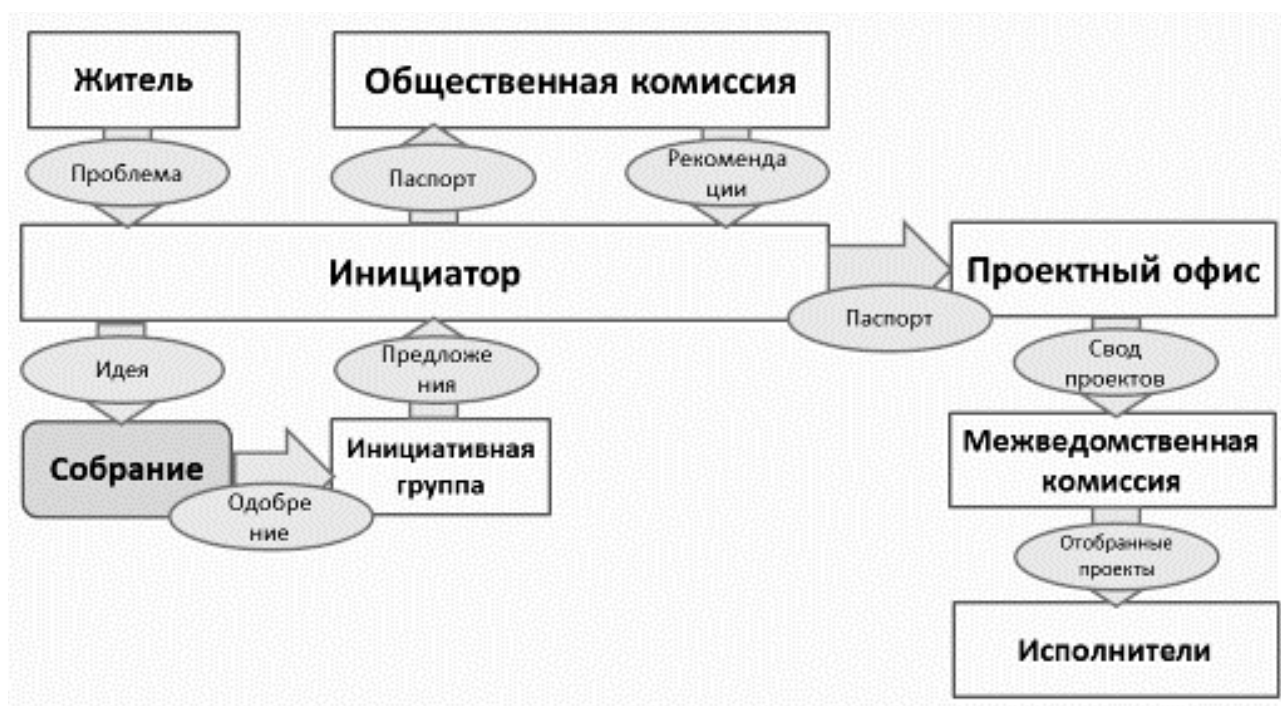 Житель
Общественная комиссия
Проблема
Паспорт
Рекоменда
ции
Инициатор
Проектный офис
Паспорт
Идея
Предложе
ния
Свод
проектов
Собрание
Инициативная
группа
Одобре
ние
Межведомственная
комиссия
Отобранные
проекты
Исполнители